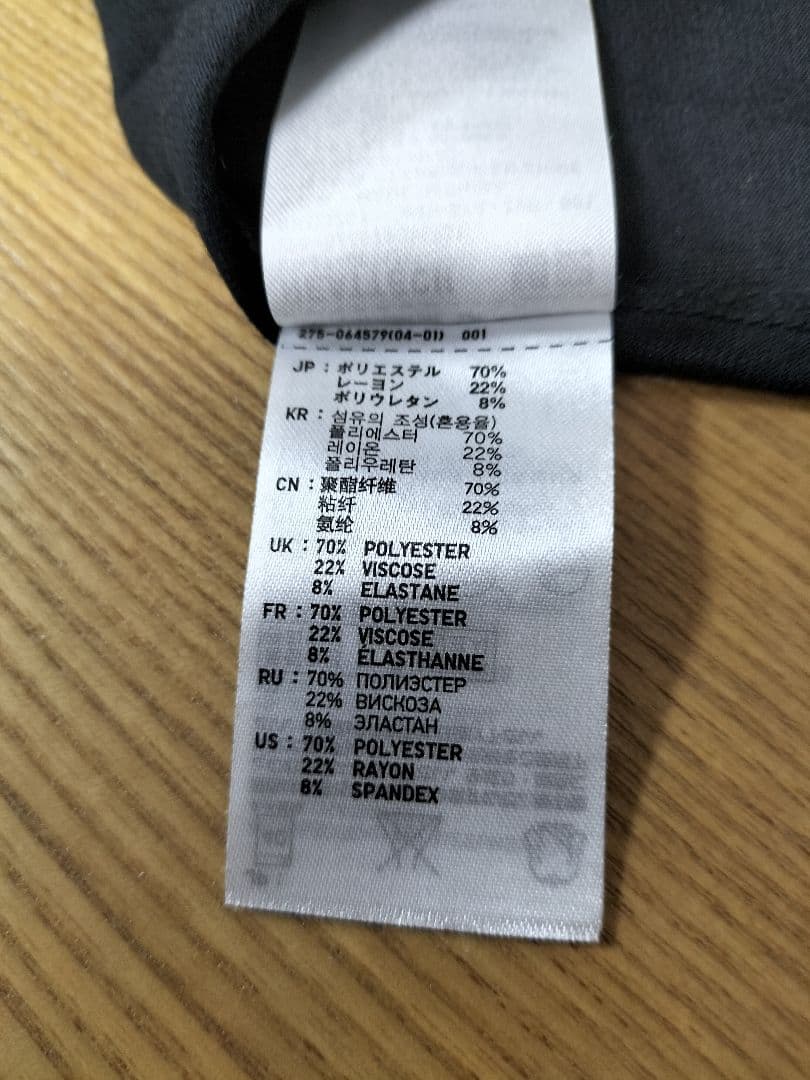 275-064579(04-01) 001
JP : ポリエステル 70%
レーヨン 22%
ポリウレタン 8%
KR : 섬유의 조성(혼용율)
폴리에스터 70%
레이온 22%
폴리우레탄 8%
CN : 聚酯纤维 70%
粘纤 22%
氨纶 8%
UK : 70% POLYESTER
22% VISCOSE
8% ELASTANE
FR : 70% POLYESTER
22% VISCOSE
8% ÉLASTHANNE
RU : 70% ПОЛИЭСТЕР
22% ВИСКОЗА
8% ЭЛАСТАН
US : 70% POLYESTER
22% RAYON
8% SPANDEX